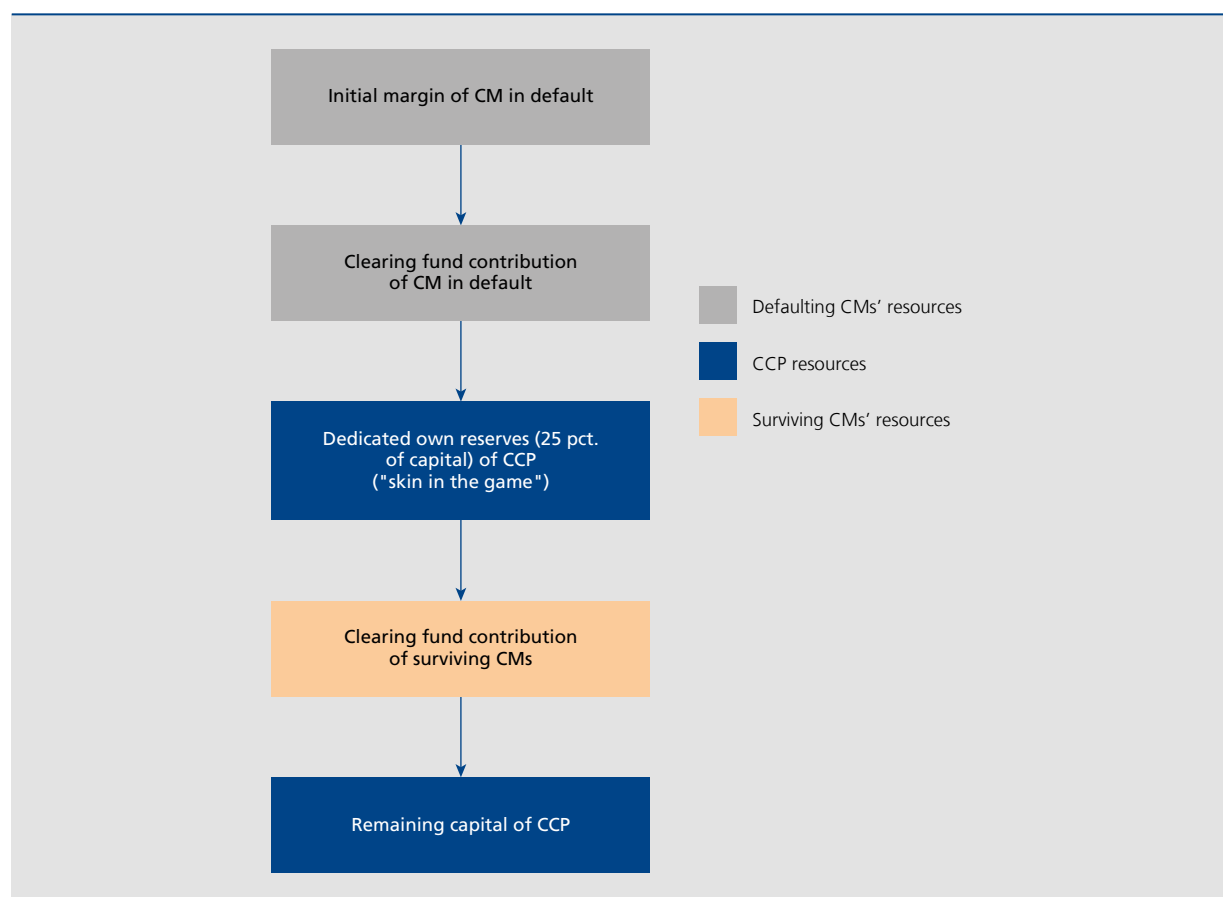 Initial margin of CM in default
Clearing fund contribution
of CM in default
Dedicated own reserves (25 pct.
of capital) of CCP
("skin in the game")
Clearing fund contribution
of surviving CMs
Remaining capital of CCP
Defaulting CMs’ resources
CCP resources
Surviving CMs’ resources